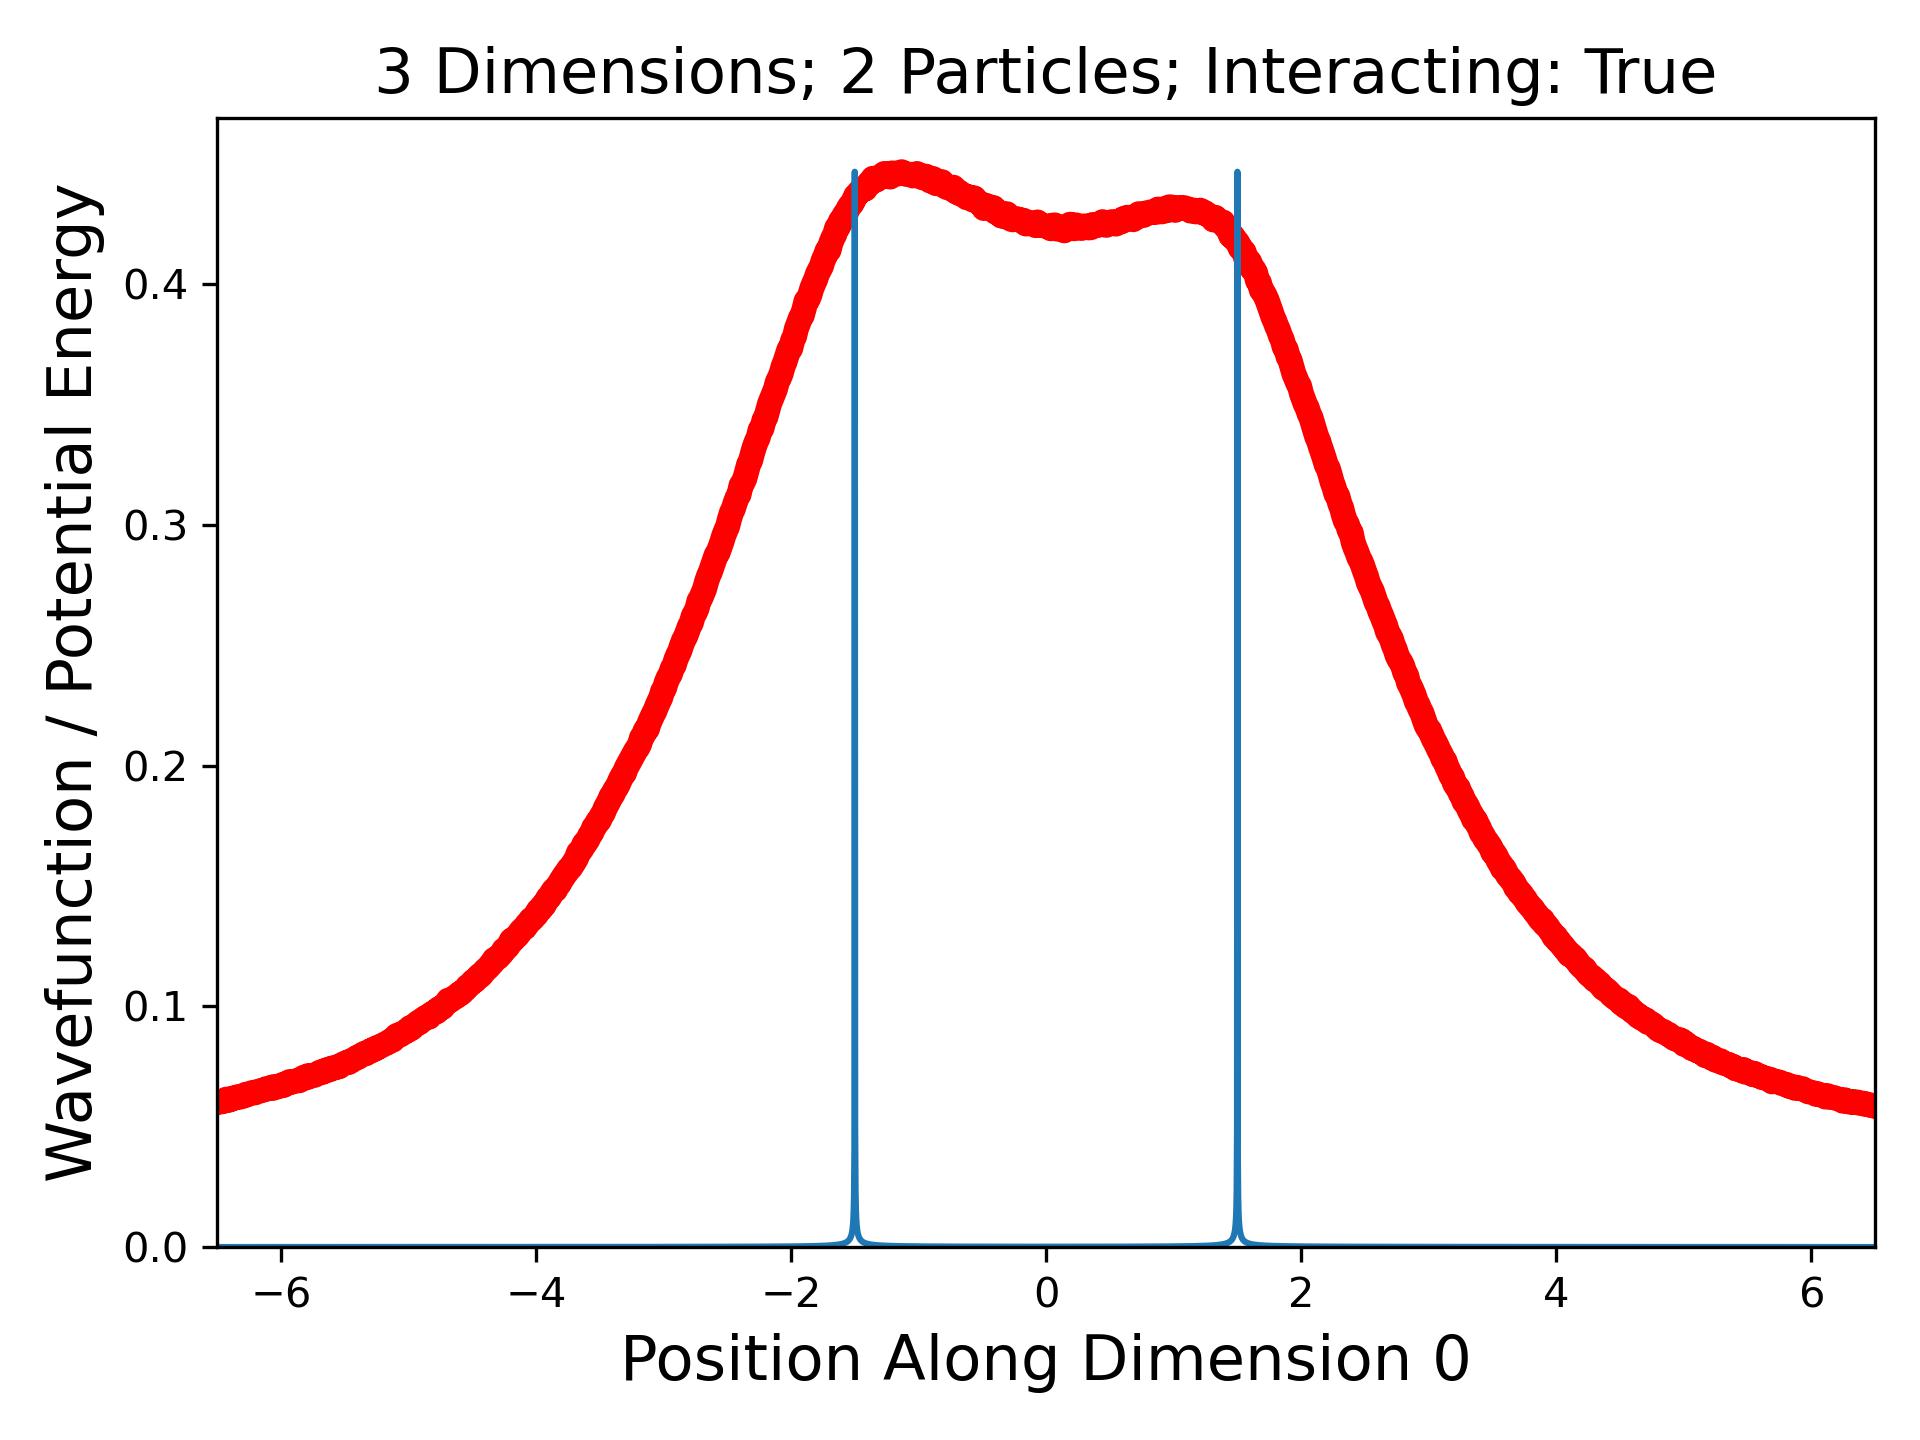 3 Dimensions; 2 Particles; Interacting: True
Wavefunction / Potential Energy
0.4
0.3
0.2
0.1
0.0
−6 −4 −2 0 2 4 6
Position Along Dimension 0